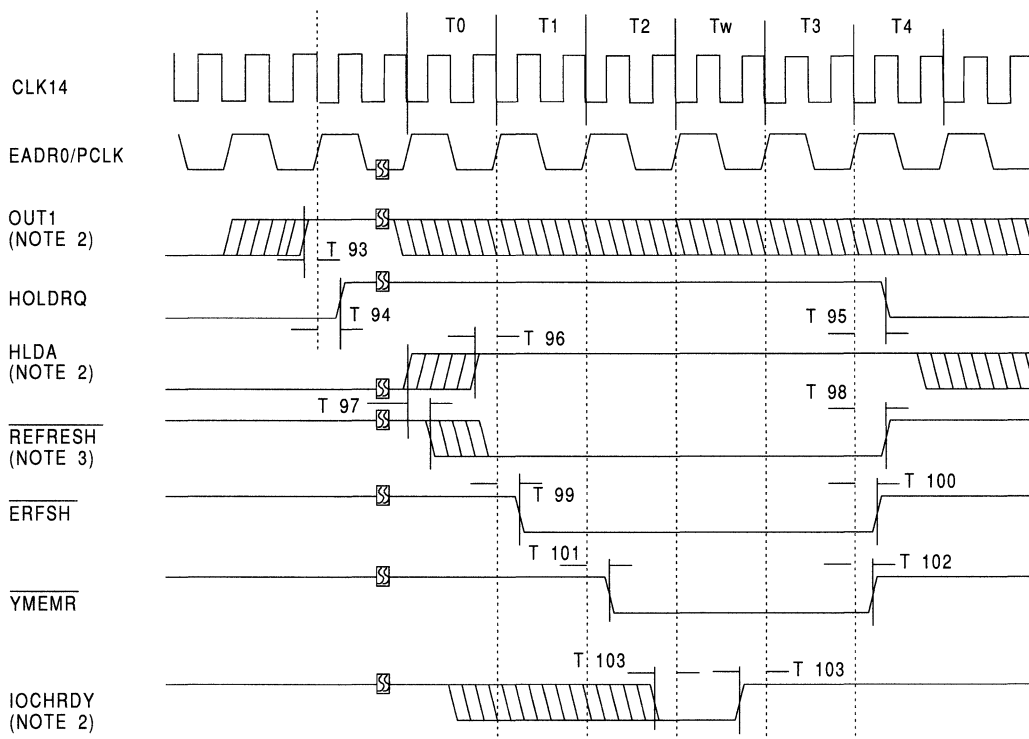 T0 T1 T2 Tw T3 T4
CLK14
EADR0/PCLK
OUT1
(NOTE 2)
T 93
HOLDRQ
T 94
T 95
HLDA
(NOTE 2)
T 96
T 97
T 98
REFRESH
(NOTE 3)
T 99
T 100
ERFSH
T 101
T 102
YMEMR
T 103
T 103
IOCHRDY
(NOTE 2)